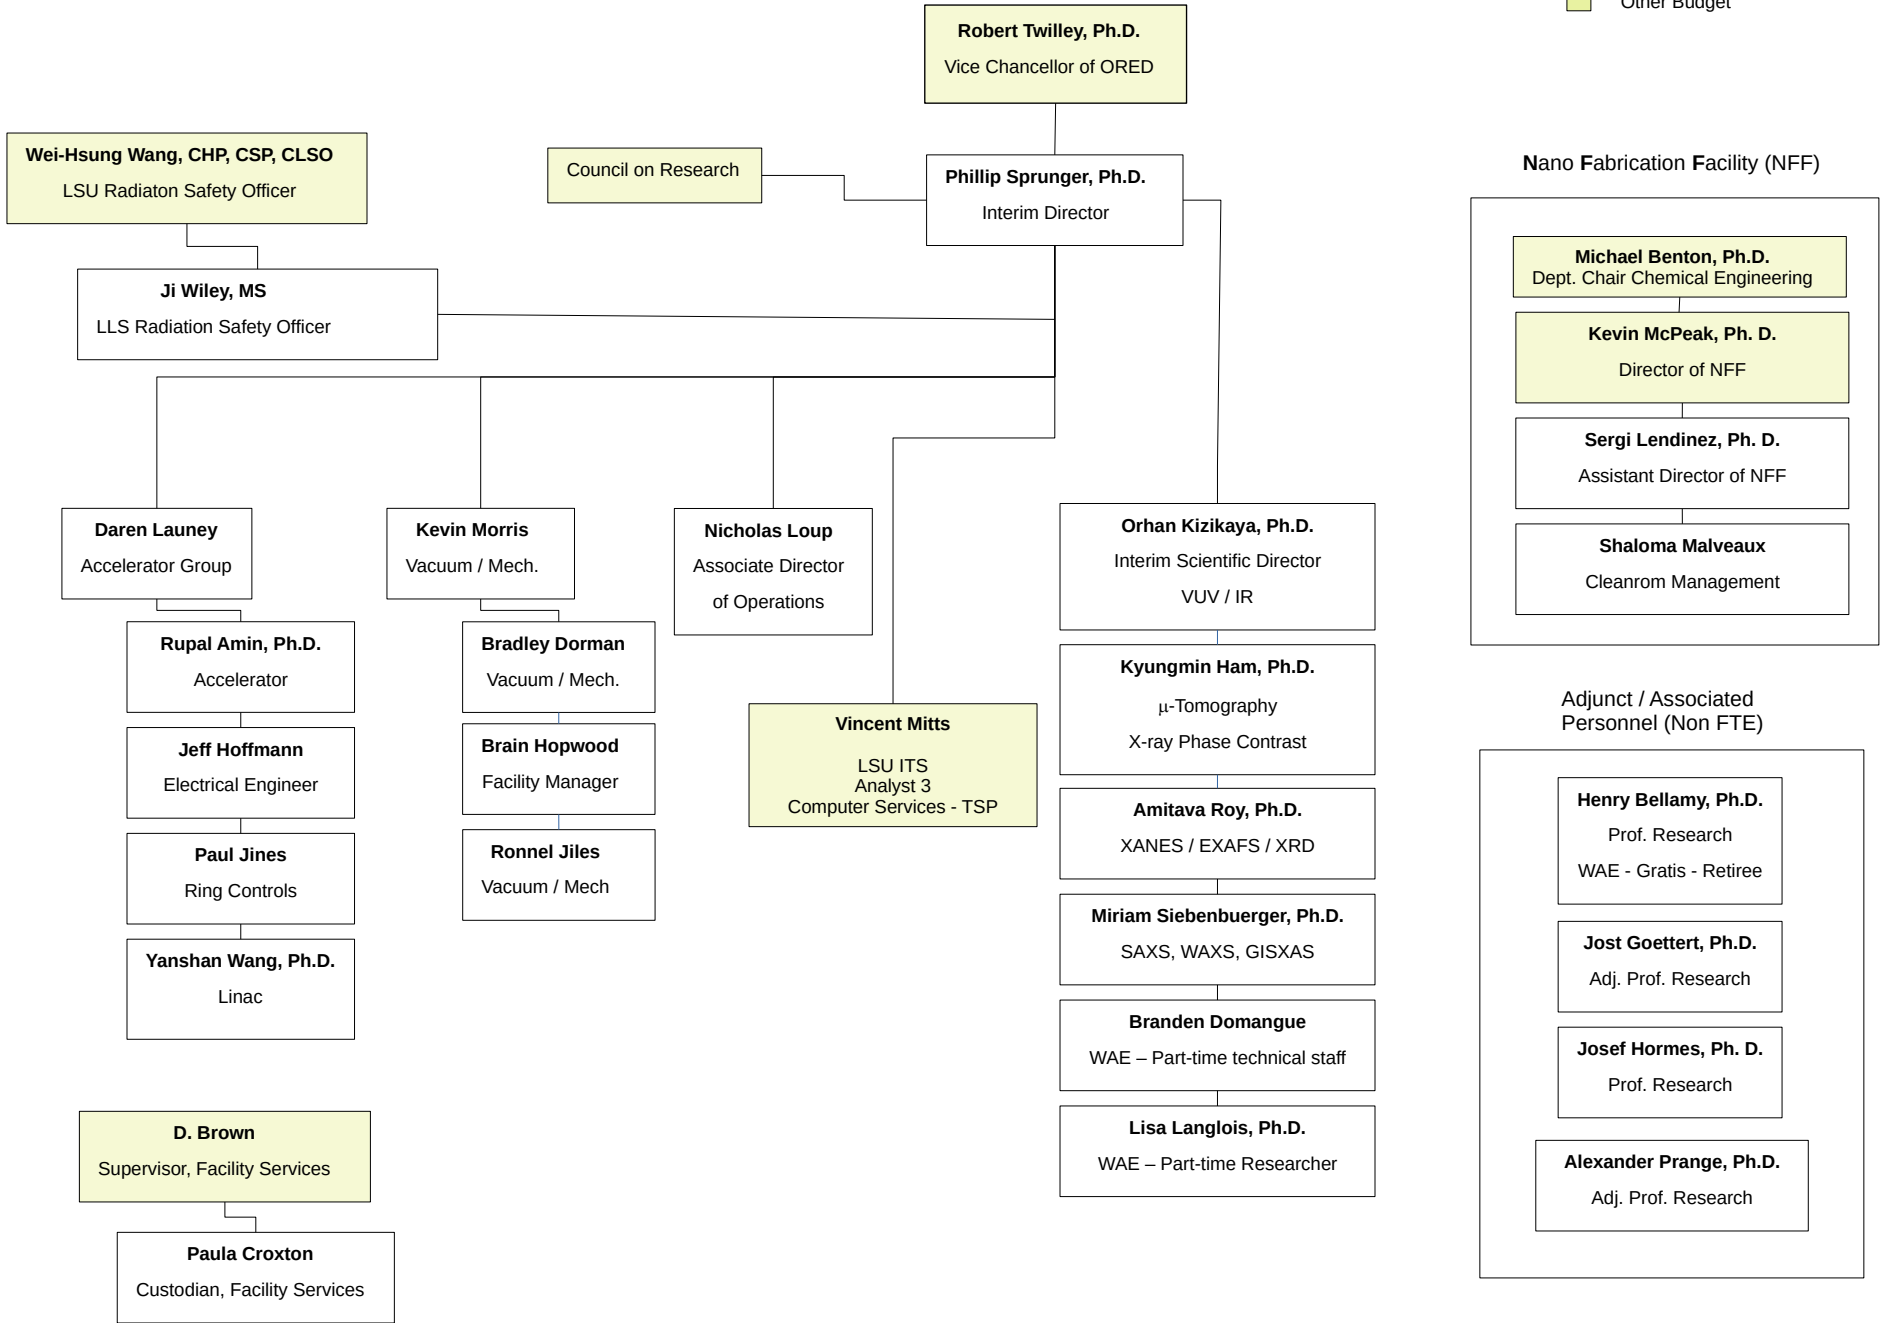 Other Budget
Robert Twilley, Ph.D.
Vice Chancellor of ORED
Wei-Hsung Wang, CHP, CSP, CLSO
LSU Radiaton Safety Officer
Council on Research
Phillip Sprunger, Ph.D.
Interim Director
Ji Wiley, MS
LLS Radiation Safety Officer
Daren Launey
Accelerator Group
Rupal Amin, Ph.D.
Accelerator
Jeff Hoffmann
Electrical Engineer
Paul Jines
Ring Controls
Yanshan Wang, Ph.D.
Linac
Kevin Morris
Vacuum / Mech.
Bradley Dorman
Vacuum / Mech.
Brain Hopwood
Facility Manager
Ronnel Jiles
Vacuum / Mech
Nicholas Loup
Associate Director
of Operations
Vincent Mitts
LSU ITS
Analyst 3
Computer Services - TSP
Orhan Kizikaya, Ph.D.
Interim Scientific Director
VUV / IR
Kyungmin Ham, Ph.D.
μ-Tomography
X-ray Phase Contrast
Amitava Roy, Ph.D.
XANES / EXAFS / XRD
Miriam Siebenbuerger, Ph.D.
SAXS, WAXS, GISXAS
Branden Domangue
WAE – Part-time technical staff
Lisa Langlois, Ph.D.
WAE – Part-time Researcher
D. Brown
Supervisor, Facility Services
Paula Croxton
Custodian, Facility Services
Nano Fabrication Facility (NFF)
Michael Benton, Ph.D.
Dept. Chair Chemical Engineering
Kevin McPeak, Ph. D.
Director of NFF
Sergi Lendinez, Ph. D.
Assistant Director of NFF
Shaloma Malveaux
Cleanrom Management
Adjunct / Associated
Personnel (Non FTE)
Henry Bellamy, Ph.D.
Prof. Research
WAE - Gratis - Retiree
Jost Goettert, Ph.D.
Adj. Prof. Research
Josef Hormes, Ph. D.
Prof. Research
Alexander Prange, Ph.D.
Adj. Prof. Research